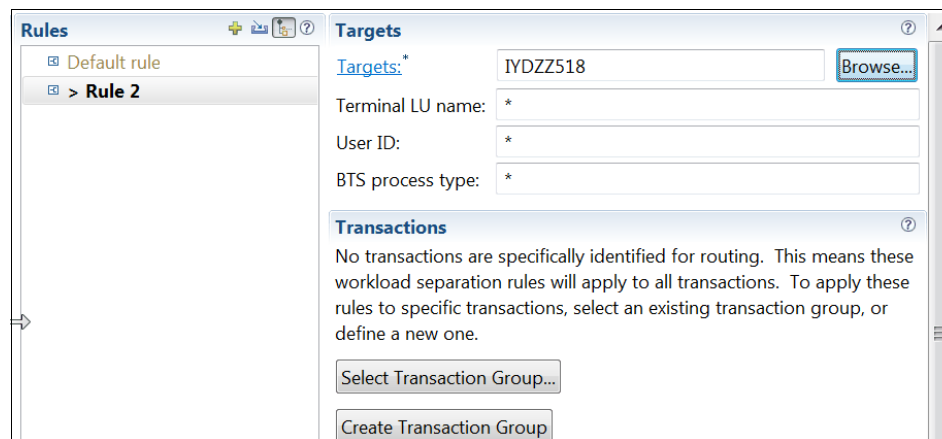 Rules
Default rule
> Rule 2
Targets
Targets:* IYDZZ518 Browse...
Terminal LU name: *
User ID: *
BTS process type: *
Transactions
No transactions are specifically identified for routing. This means these
workload separation rules will apply to all transactions. To apply these
rules to specific transactions, select an existing transaction group, or
define a new one.
Select Transaction Group...
Create Transaction Group